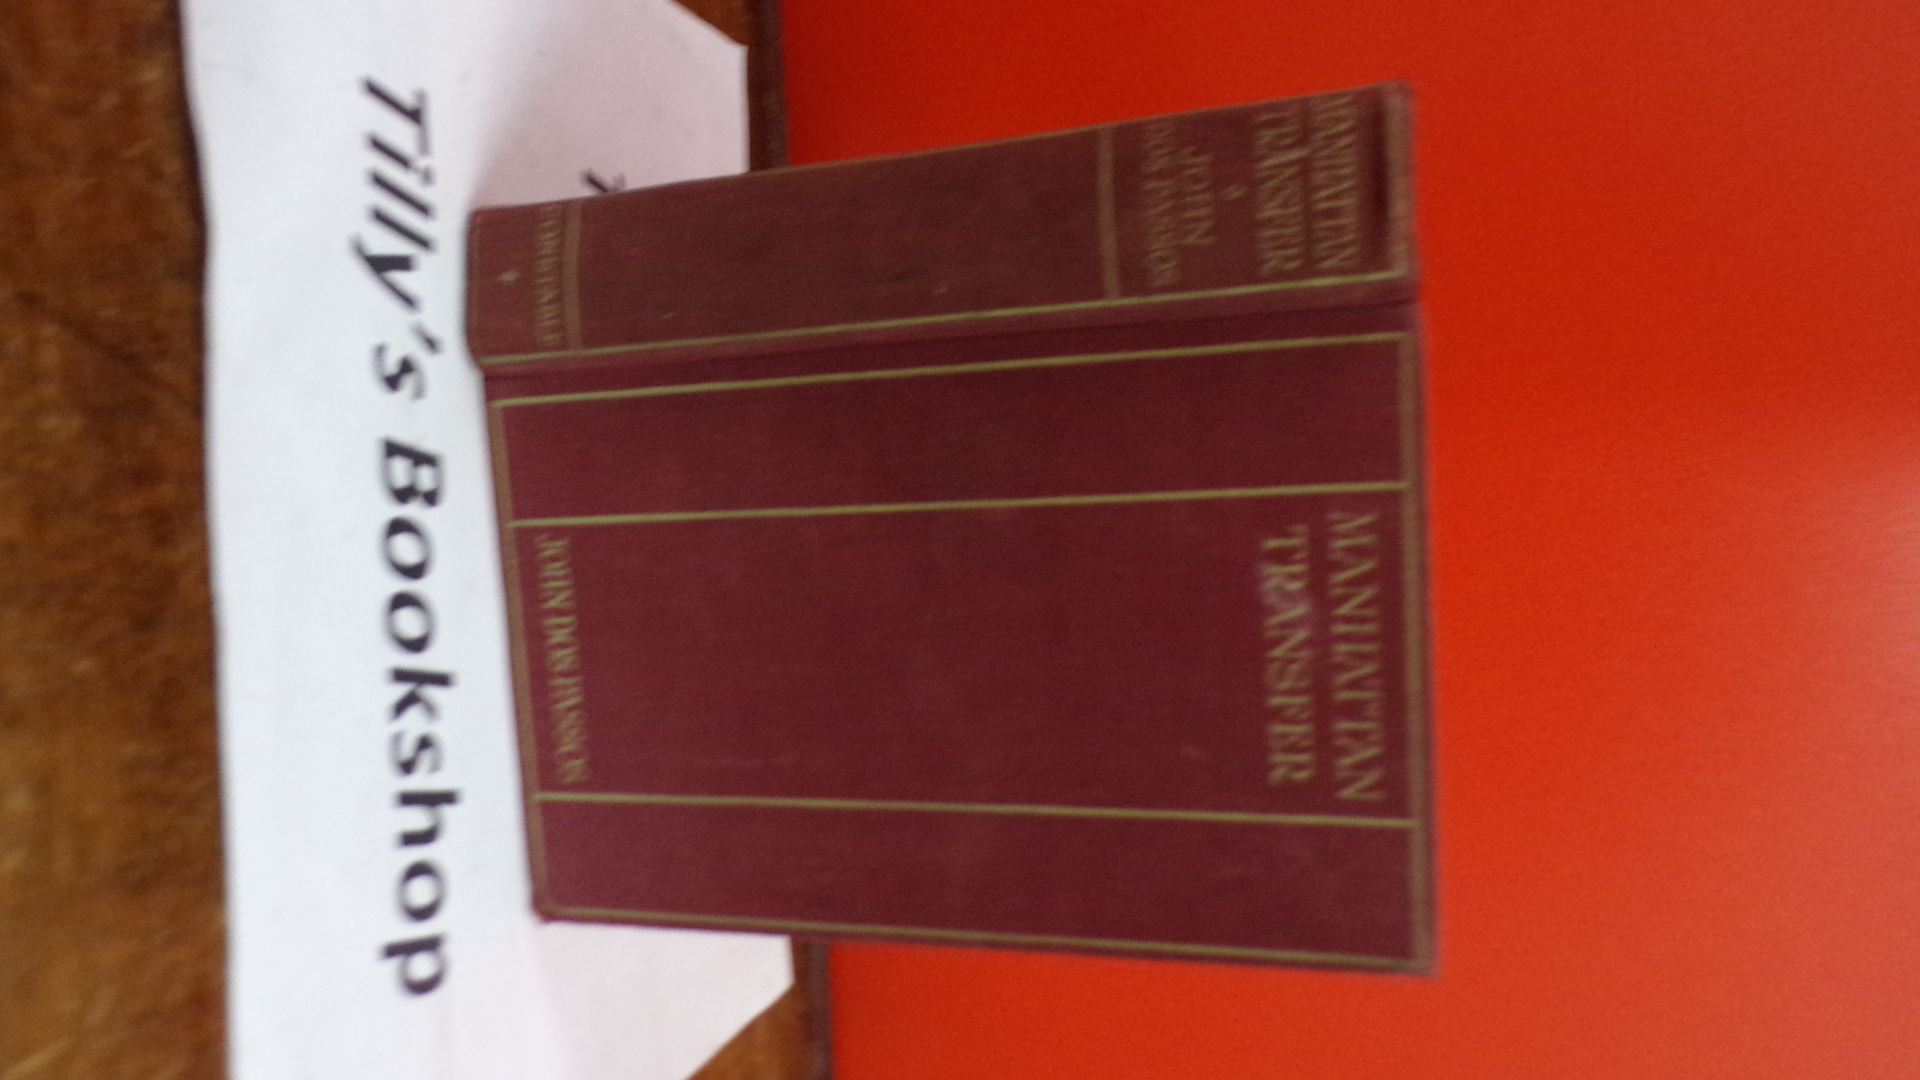 MANHATTAN
TRANSFER
JOHN
DOS PASSOS
MANHATTAN
TRANSFER
JOHN DOS PASSOS
Tilly's Bookshop